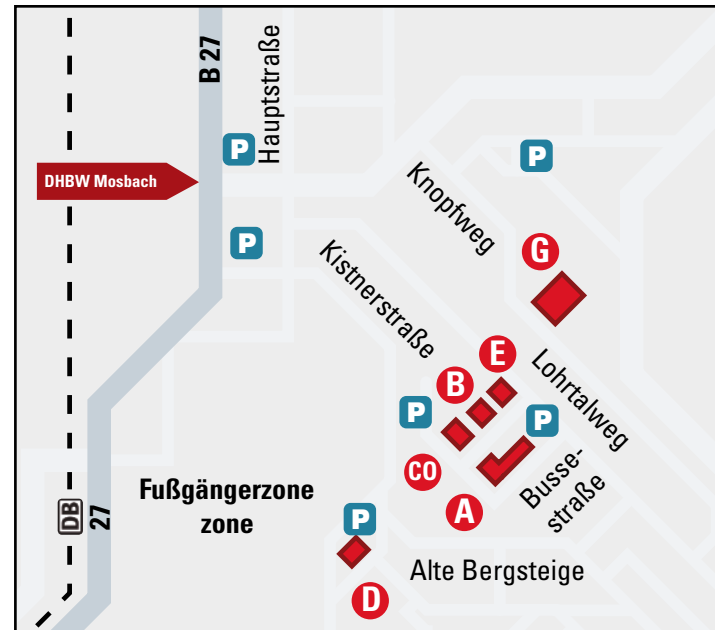 B 27
Hauptstraße
P
P
DHBW Mosbach
P
Knopfweg
G
Kistnerstraße
E
B
P
P
Lohrtalweg
CO
A
Busse-
straße
Fußgängerzone
zone
DB
27
P
Alte Bergsteige
D